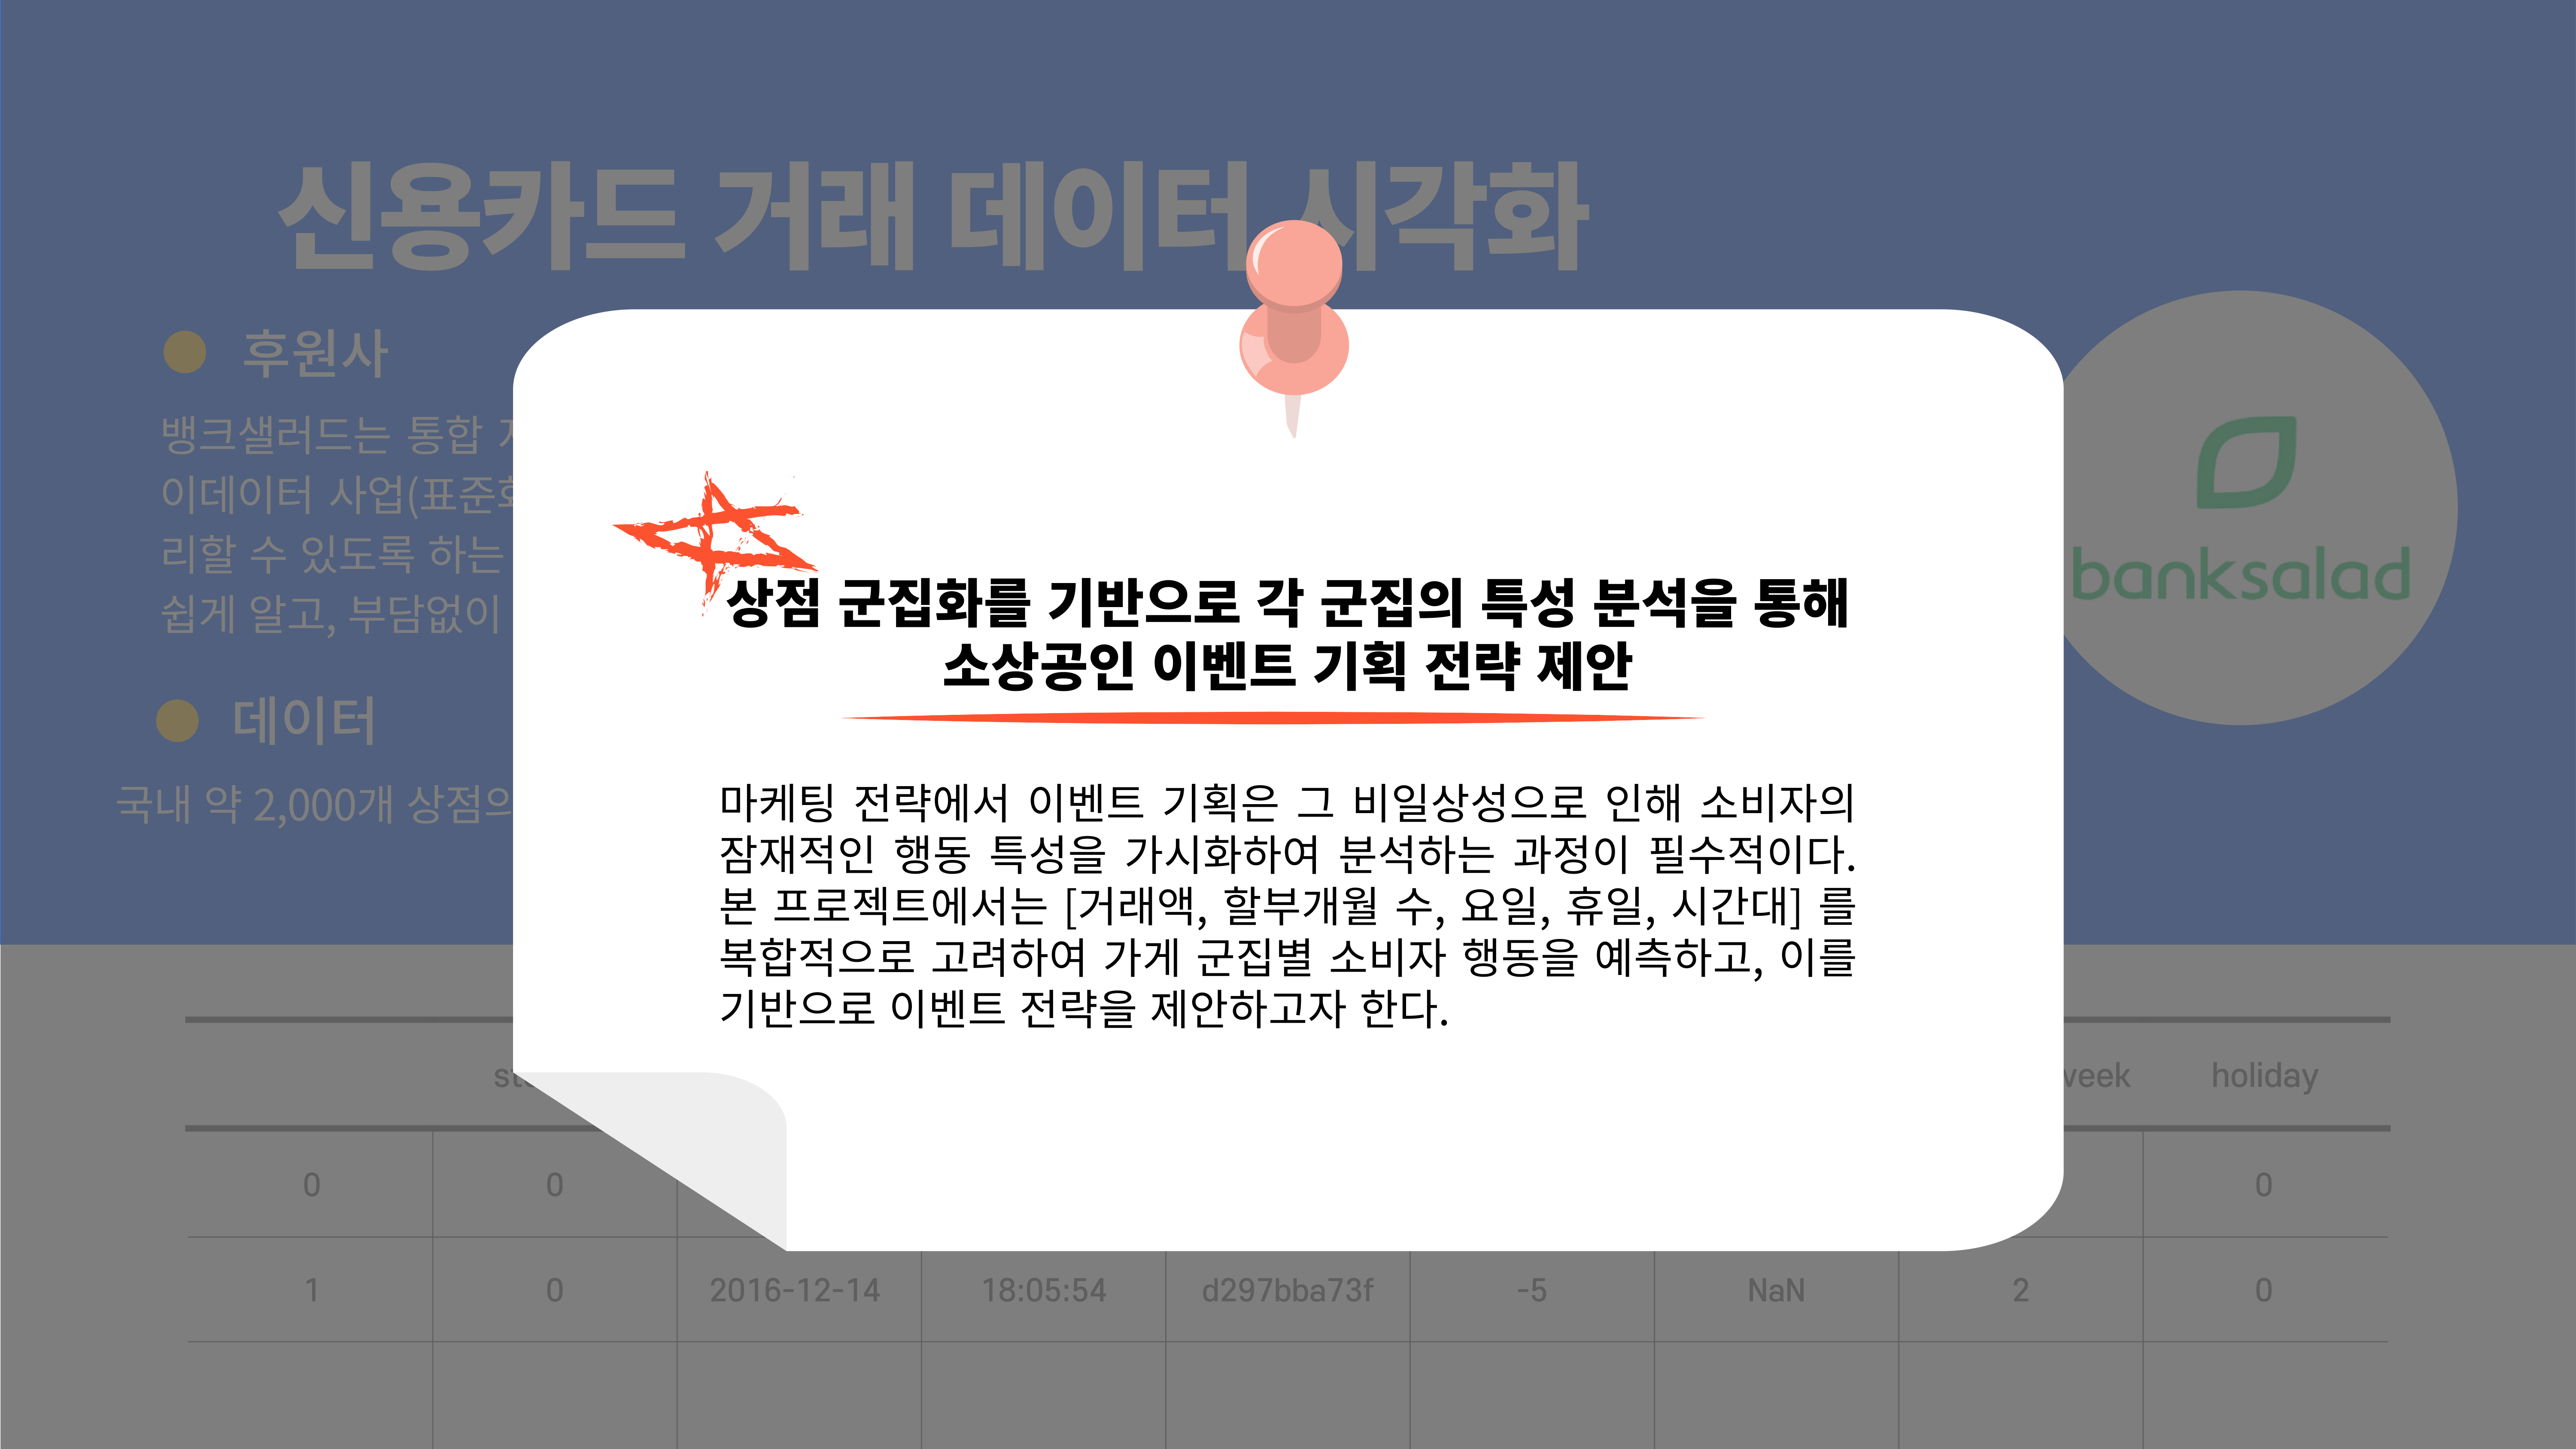 신용카드 거래 데이터 시각화
후원사
뱅크샐러드는 통합
이데이터 사업(표준화
리할 수 있도록 하는
쉽게 알고, 부담없이
banksalad
데이터
국내 약 2,000개 상점의
상점 군집화를 기반으로 각 군집의 특성 분석을 통해
소상공인 이벤트 기획 전략 제안
마케팅 전략에서 이벤트 기획은 그 비일상성으로 인해 소비자의
잠재적인 행동 특성을 가시화하여 분석하는 과정이 필수적이다.
본 프로젝트에서는 [거래액, 할부개월 수, 요일, 휴일, 시간대] 를
복합적으로 고려하여 가게 군집별 소비자 행동을 예측하고, 이를
기반으로 이벤트 전략을 제안하고자 한다.
holiday
0 0 0
1 0 2016-12-14 18:05:54 d297bba73f -5 NaN 2 0